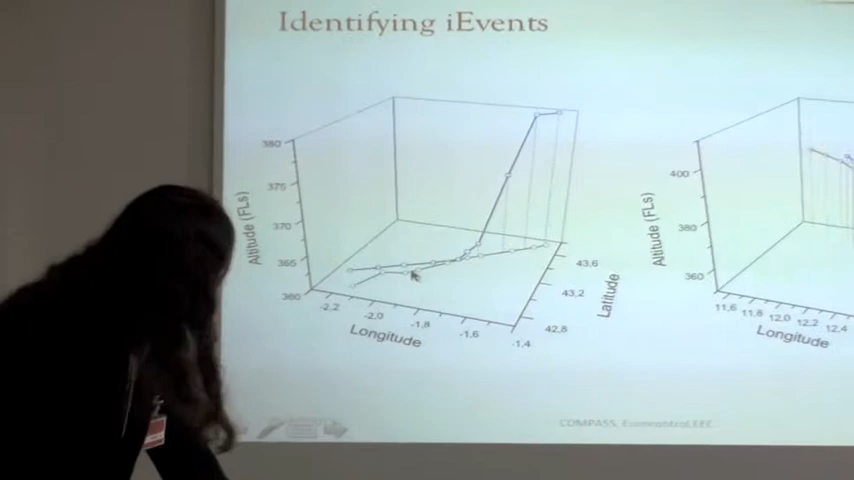 Identifying iEvents
380
375
370
365
360
Altitude (FLs)
-2,2
-2,0
-1,8
-1,6
-1,4
Longitude
43,6
43,2
42,8
Latitude
400
380
360
Altitude (FLs)
11,6 11,8 12,0 12,2 12,4
Longitude
COMPASS, Eurocontrol EEC